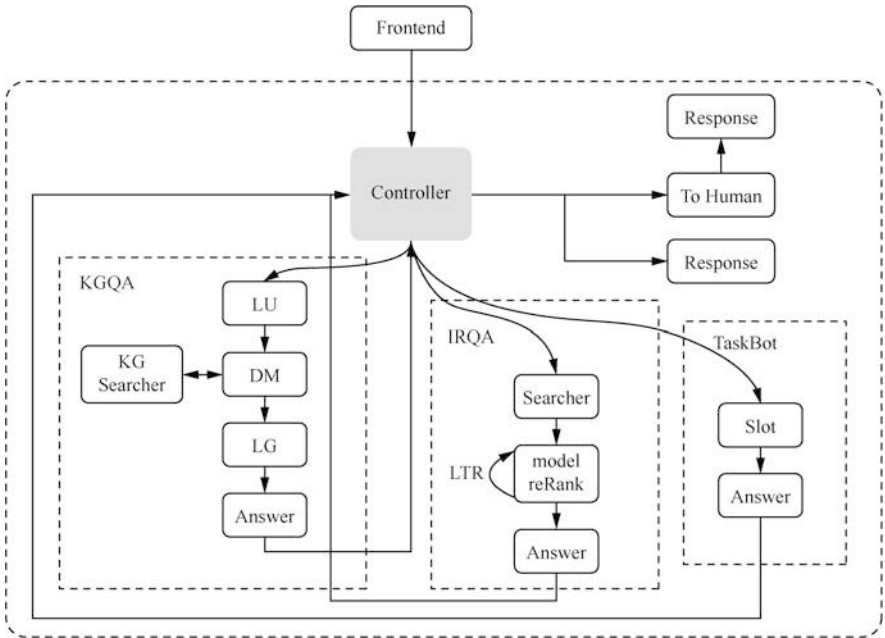 Frontend
Response
Controller
To Human
Response
KGQA
LU
IRQA
TaskBot
KG
Searcher
DM
Searcher
Slot
LG
LTR
model
reRank
Answer
Answer
Answer